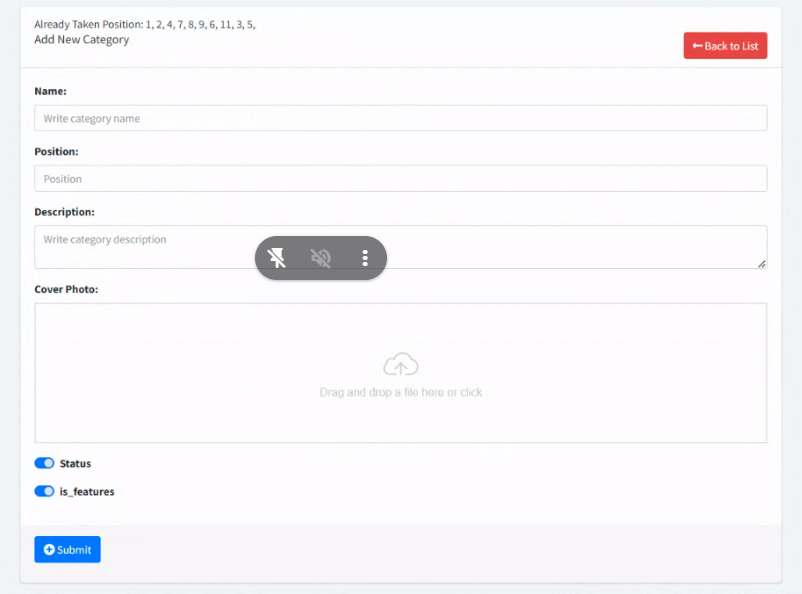 Already Taken Position: 1, 2, 4, 7, 8, 9, 6, 11, 3, 5,
Add New Category
Back to List
Name:
Write category name
Position:
Position
Description:
Write category description
Cover Photo:
Drag and drop a file here or click
Status
is_features
Submit